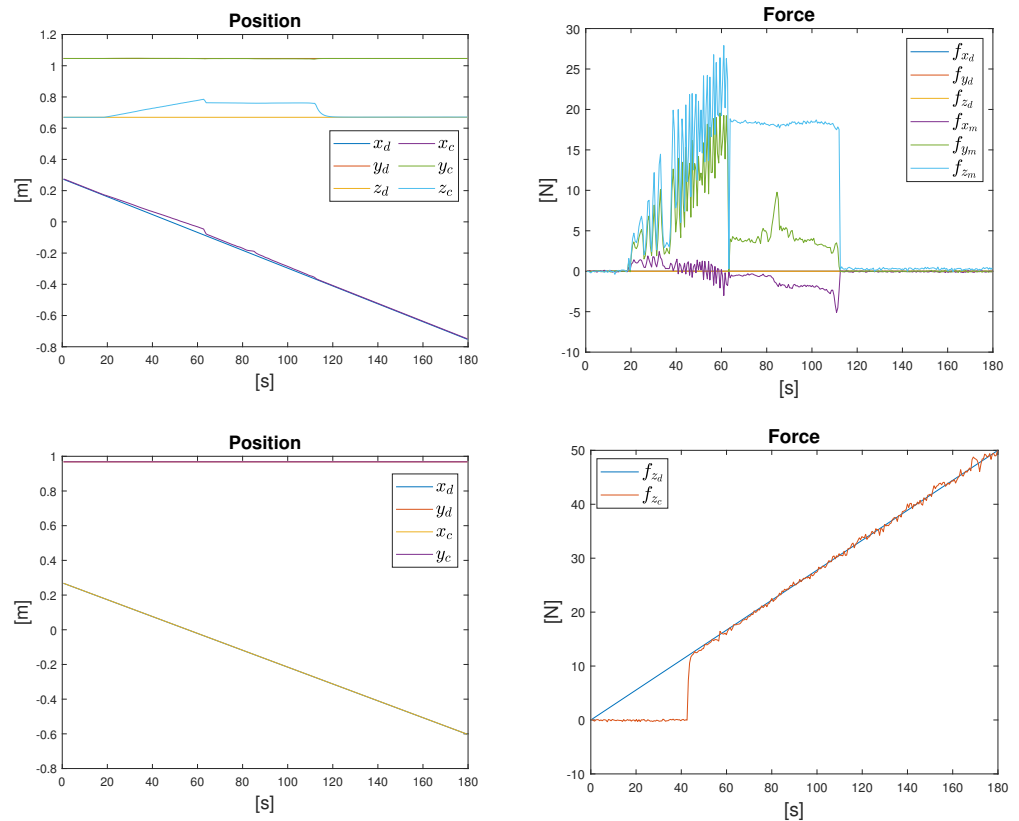 Position
1.2
1
0.8
0.6
0.4
0.2
0
-0.2
-0.4
-0.6
-0.8
[m]
0 20 40 60 80 100 120 140 160 180
[s]
x_d x_c
y_d y_c
z_d z_c
Force
30
25
20
15
10
5
0
-5
-10
[N]
0 20 40 60 80 100 120 140 160 180
[s]
f_{x_d}
f_{y_d}
f_{z_d}
f_{x_m}
f_{y_m}
f_{z_m}
Position
1
0.8
0.6
0.4
0.2
0
-0.2
-0.4
-0.6
-0.8
[m]
0 20 40 60 80 100 120 140 160 180
[s]
x_d
y_d
x_c
y_c
Force
50
40
30
20
10
0
-10
[N]
0 20 40 60 80 100 120 140 160 180
[s]
f_{z_d}
f_{z_c}